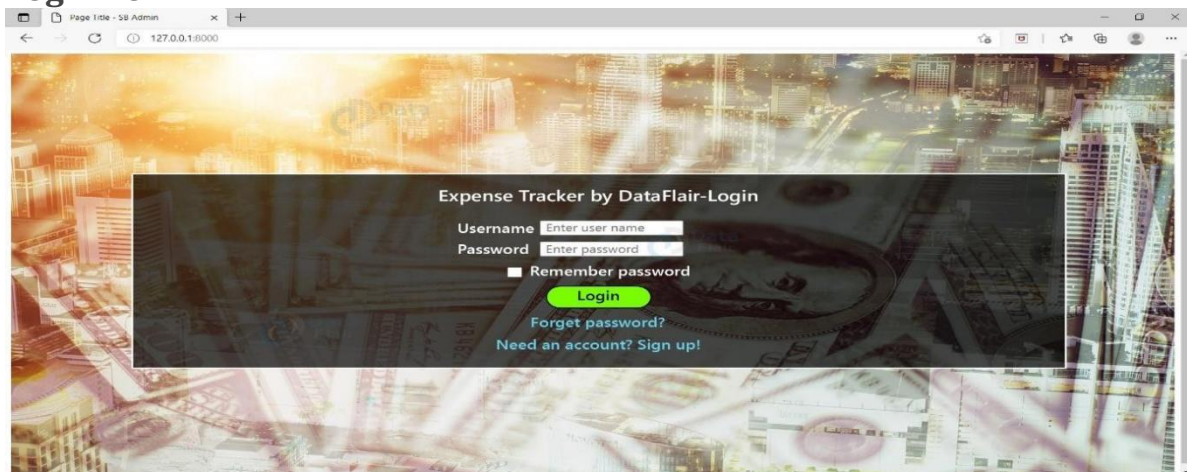 Page Title - SB Admin
127.0.0.1:8000
Expense Tracker by DataFlair-Login
Username Enter user name
Password Enter password
Remember password
Login
Forget password?
Need an account? Sign up!